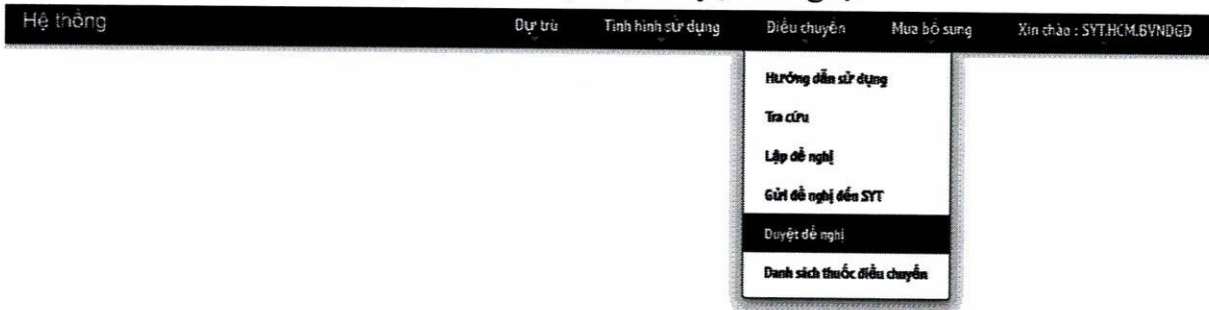 Hệ thống Dự trù Tình hình sử dụng Điều chuyển Mua bổ sung Xin chào : SYT.HCM.BVNDGD
Hướng dẫn sử dụng
Tra cứu
Lập đề nghị
Gửi đề nghị đến SYT
Duyệt đề nghị
Danh sách thuốc điều chuyển